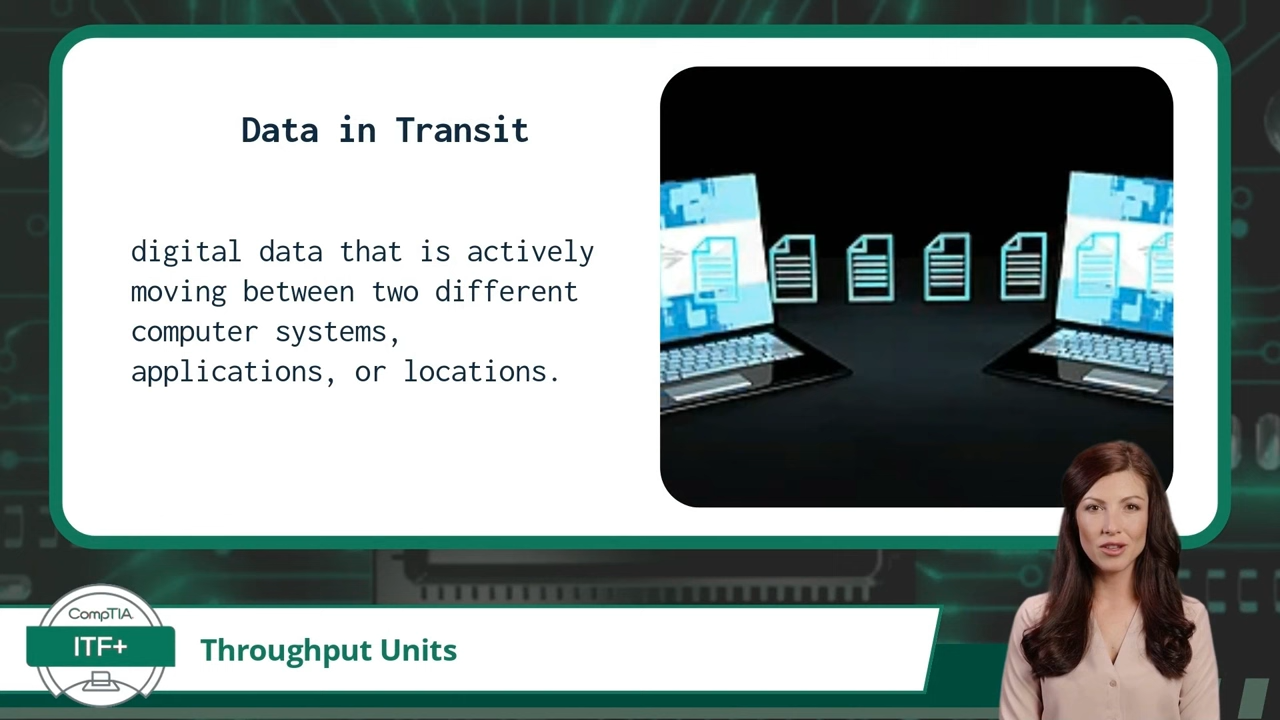 Data in Transit
digital data that is actively
moving between two different
computer systems,
applications, or locations.
CompTIA
ITF+
Throughput Units